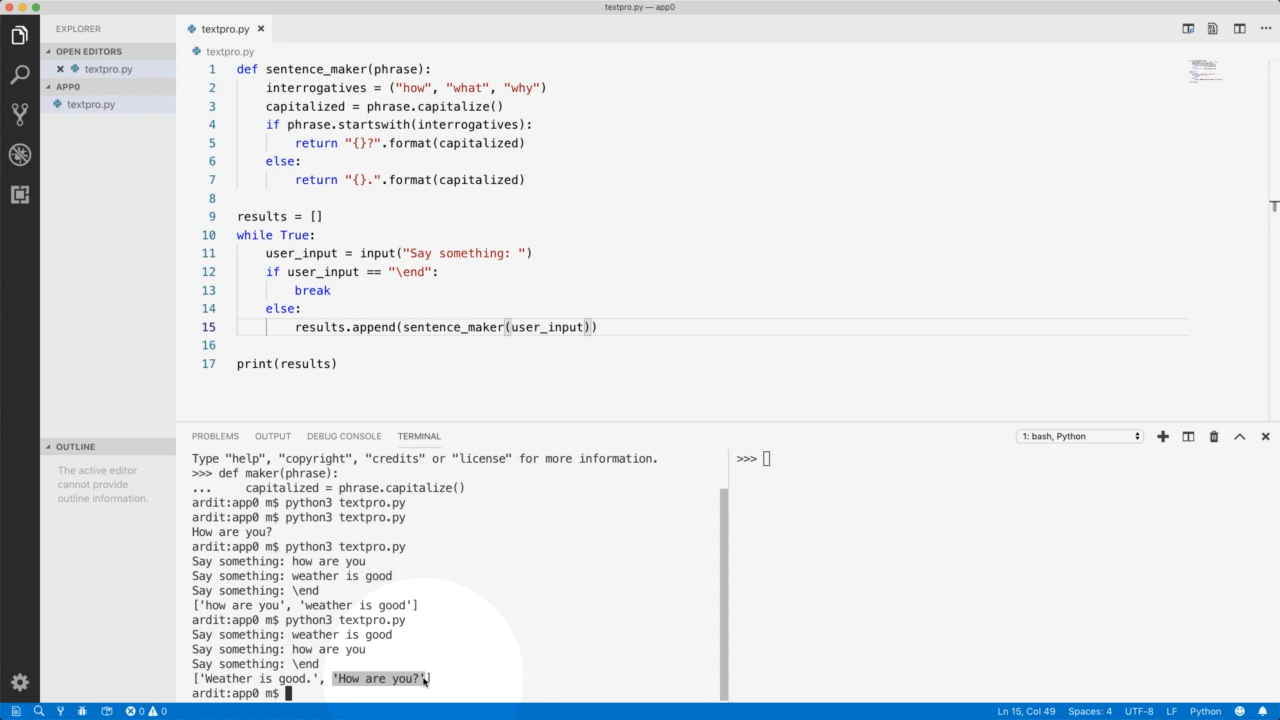 textpro.py — app0
EXPLORER
OPEN EDITORS
textpro.py
APP0
textpro.py
OUTLINE
The active editor
cannot provide
outline information.
textpro.py
textpro.py
1 def sentence_maker(phrase):
2 interrogatives = ("how", "what", "why")
3 capitalized = phrase.capitalize()
4 if phrase.startswith(interrogatives):
5 return "{}?".format(capitalized)
6 else:
7 return "{}.".format(capitalized)
8
9 results = []
10 while True:
11 user_input = input("Say something: ")
12 if user_input == "\end":
13 break
14 else:
15 results.append(sentence_maker(user_input))
16
17 print(results)
PROBLEMS OUTPUT DEBUG CONSOLE TERMINAL 1: bash, Python
Type "help", "copyright", "credits" or "license" for more information.
>>> def maker(phrase):
... capitalized = phrase.capitalize()
ardit:app0 m$ python3 textpro.py
ardit:app0 m$ python3 textpro.py
How are you?
ardit:app0 m$ python3 textpro.py
Say something: how are you
Say something: weather is good
Say something: \end
['how are you', 'weather is good']
ardit:app0 m$ python3 textpro.py
Say something: weather is good
Say something: how are you
Say something: \end
['Weather is good.', 'How are you?']
ardit:app0 m$
>>>
0 0 Ln 15, Col 49 Spaces: 4 UTF-8 LF Python